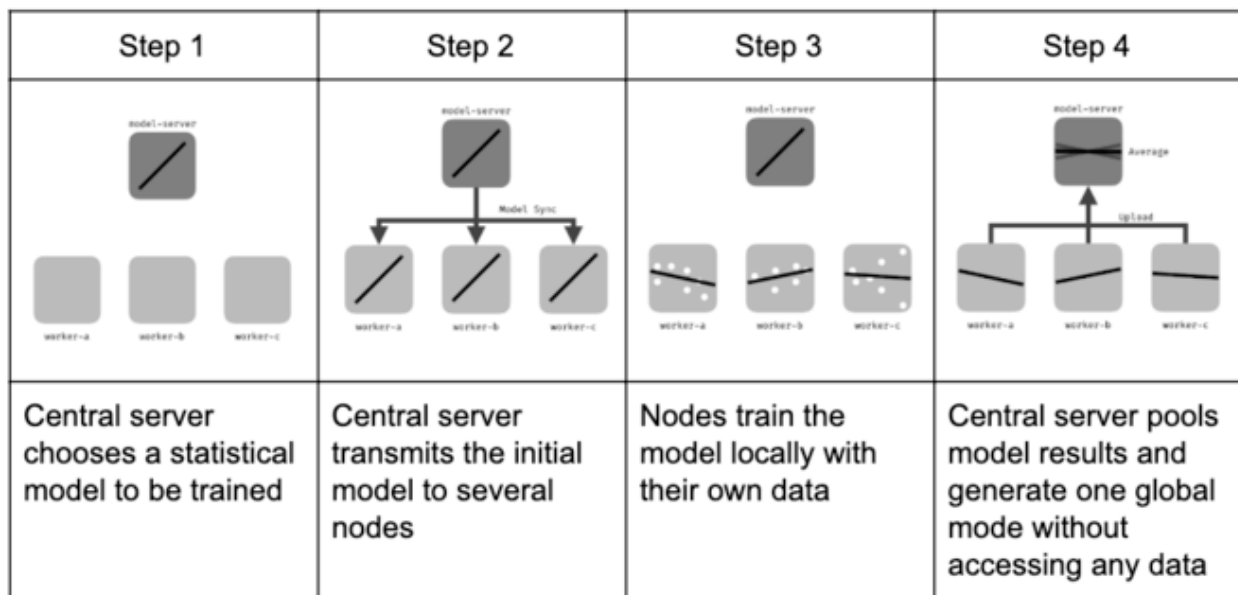 Step 1
Step 2
Step 3
Step 4
model-server
worker-a
worker-b
worker-c
model-server
Model Sync
worker-a
worker-b
worker-c
model-server
worker-a
worker-b
worker-c
model-server
Average
Upload
worker-a
worker-b
worker-c
Central server
chooses a statistical
model to be trained
Central server
transmits the initial
model to several
nodes
Nodes train the
model locally with
their own data
Central server pools
model results and
generate one global
mode without
accessing any data